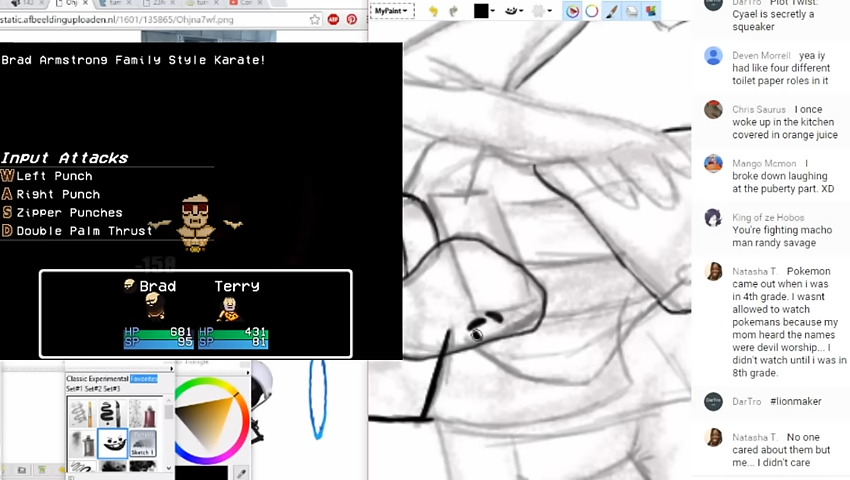 static.afbeeldinguploaden.nl/1601/135865/Ohjna7wf.png
Brad Armstrong Family Style Karate!
Input Attacks
W Left Punch
A Right Punch
S Zipper Punches
D Double Palm Thrust
-158
Brad Terry
HP 681 HP 431
SP 95 SP 81
Classic Experimental Favorites
Set#1 Set#2 Set#3
Sketch 1
MyPaint
DarTro Plot Twist:
Cyael is secretly a
squeaker
Deven Morrell yea iy
had like four different
toilet paper roles in it
Chris Saurus I once
woke up in the kitchen
covered in orange juice
Mango Mcmon I
broke down laughing
at the puberty part. XD
King of ze Hobos
You're fighting macho
man randy savage
Natasha T. Pokemon
came out when i was
in 4th grade. I wasnt
allowed to watch
pokemans because my
mom heard the names
were devil worship... I
didn't watch until i was in
8th grade.
DarTro #lionmaker
Natasha T. No one
cared about them but
me... I didn't care